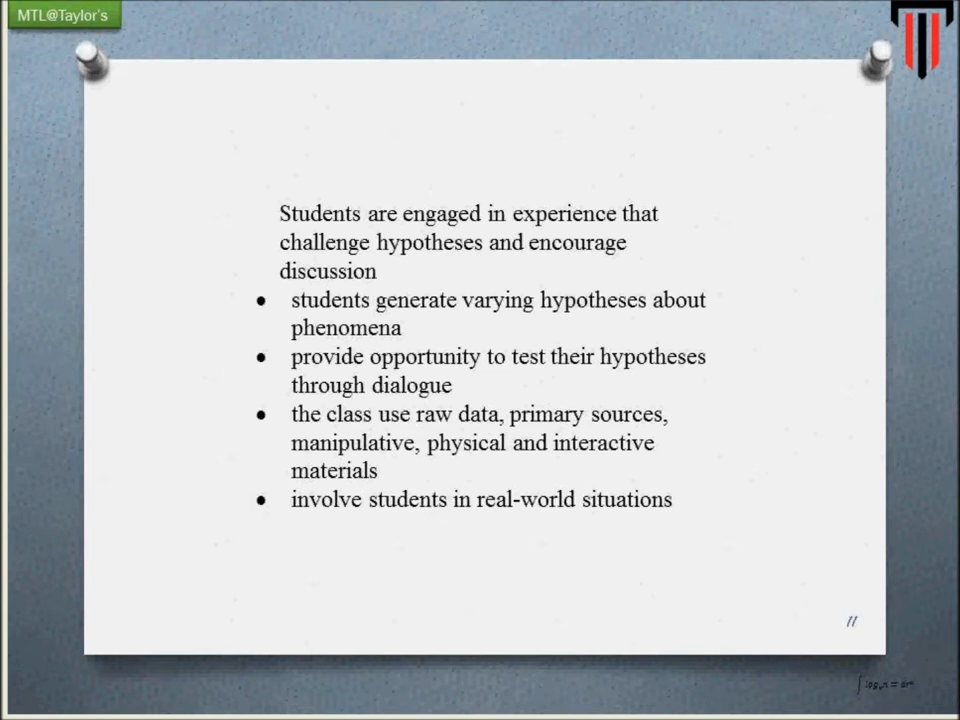 MTL@Taylor's
Students are engaged in experience that
challenge hypotheses and encourage
discussion
• students generate varying hypotheses about
phenomena
• provide opportunity to test their hypotheses
through dialogue
• the class use raw data, primary sources,
manipulative, physical and interactive
materials
• involve students in real-world situations
11